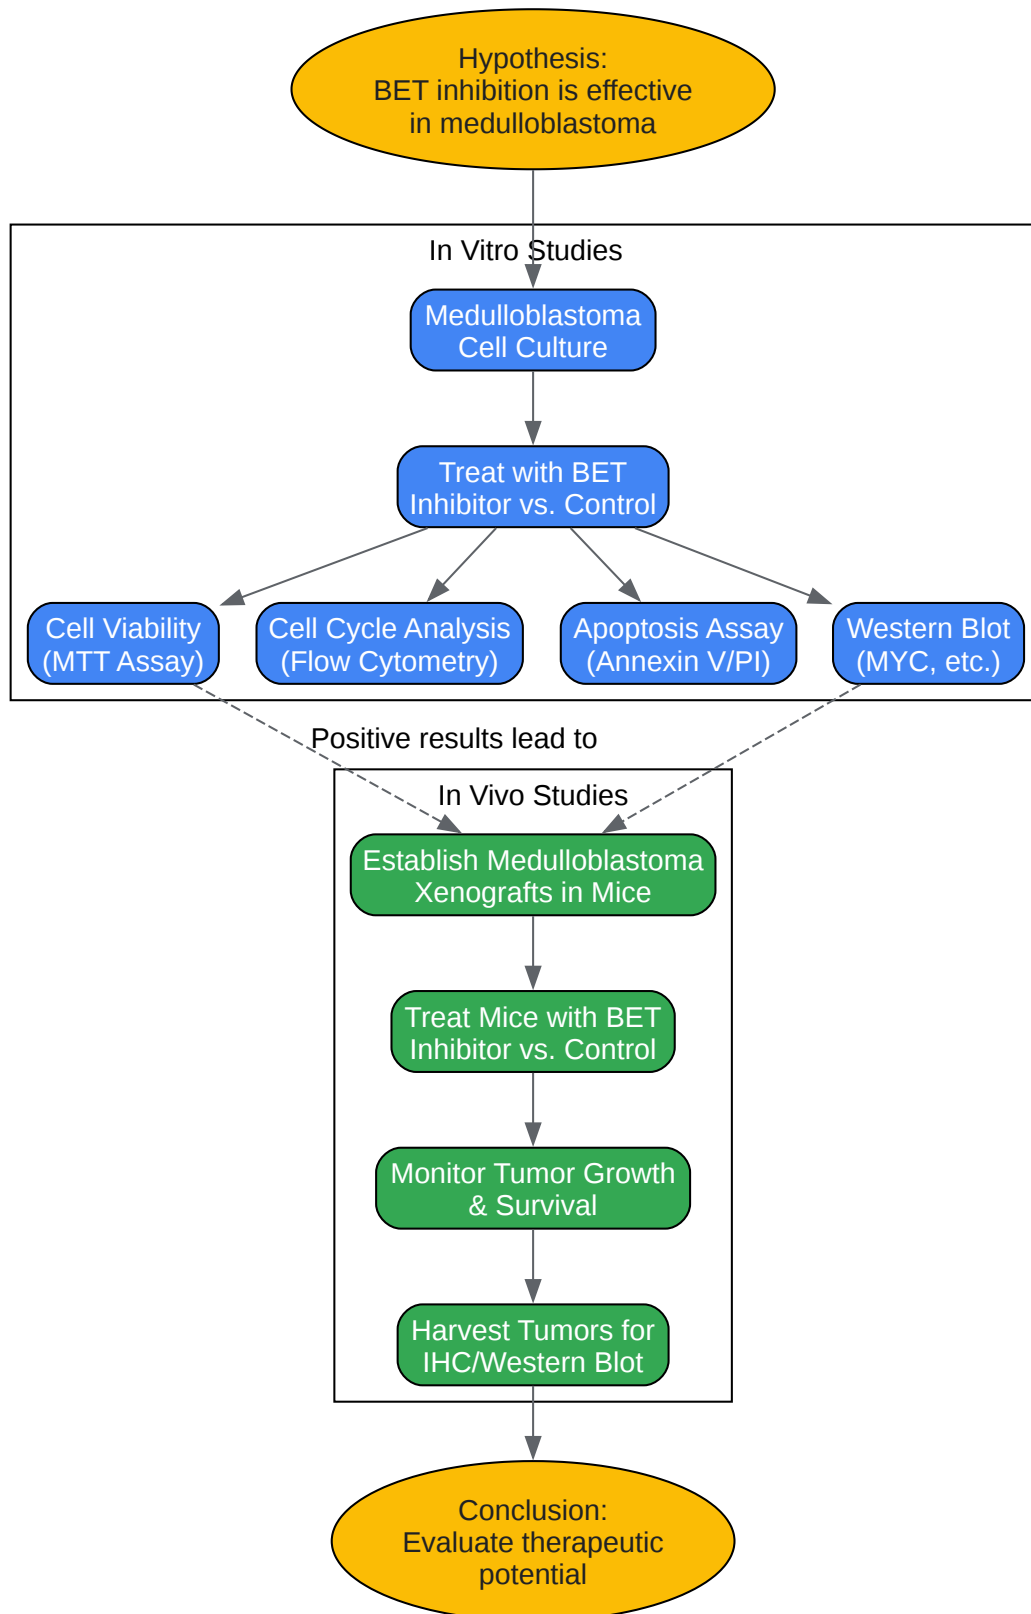 Hypothesis:
BET inhibition is effective
in medulloblastoma
In Vitro Studies
Medulloblastoma
Cell Culture
Treat with BET
Inhibitor vs. Control
Cell Viability
(MTT Assay)
Cell Cycle Analysis
(Flow Cytometry)
Apoptosis Assay
(Annexin V/PI)
Western Blot
(MYC, etc.)
Positive results lead to
In Vivo Studies
Establish Medulloblastoma
Xenografts in Mice
Treat Mice with BET
Inhibitor vs. Control
Monitor Tumor Growth
& Survival
Harvest Tumors for
IHC/Western Blot
Conclusion:
Evaluate therapeutic
potential